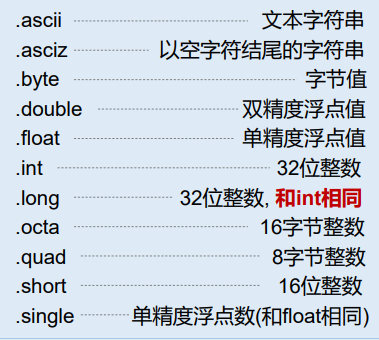 .ascii 文本字符串
.asciz 以空字符结尾的字符串
.byte 字节值
.double 双精度浮点值
.float 单精度浮点值
.int 32位整数
.long 32位整数, 和int相同
.octa 16字节整数
.quad 8字节整数
.short 16位整数
.single 单精度浮点数(和float相同)